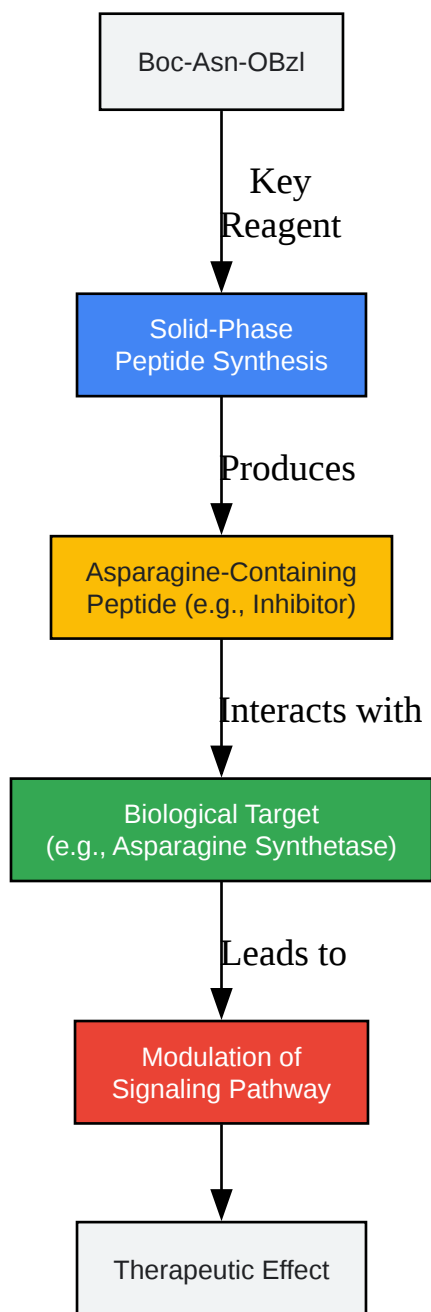 Boc-Asn-OBzl
Key
Reagent
Solid-Phase
Peptide Synthesis
Produces
Asparagine-Containing
Peptide (e.g., Inhibitor)
Interacts with
Biological Target
(e.g., Asparagine Synthetase)
Leads to
Modulation of
Signaling Pathway
Therapeutic Effect